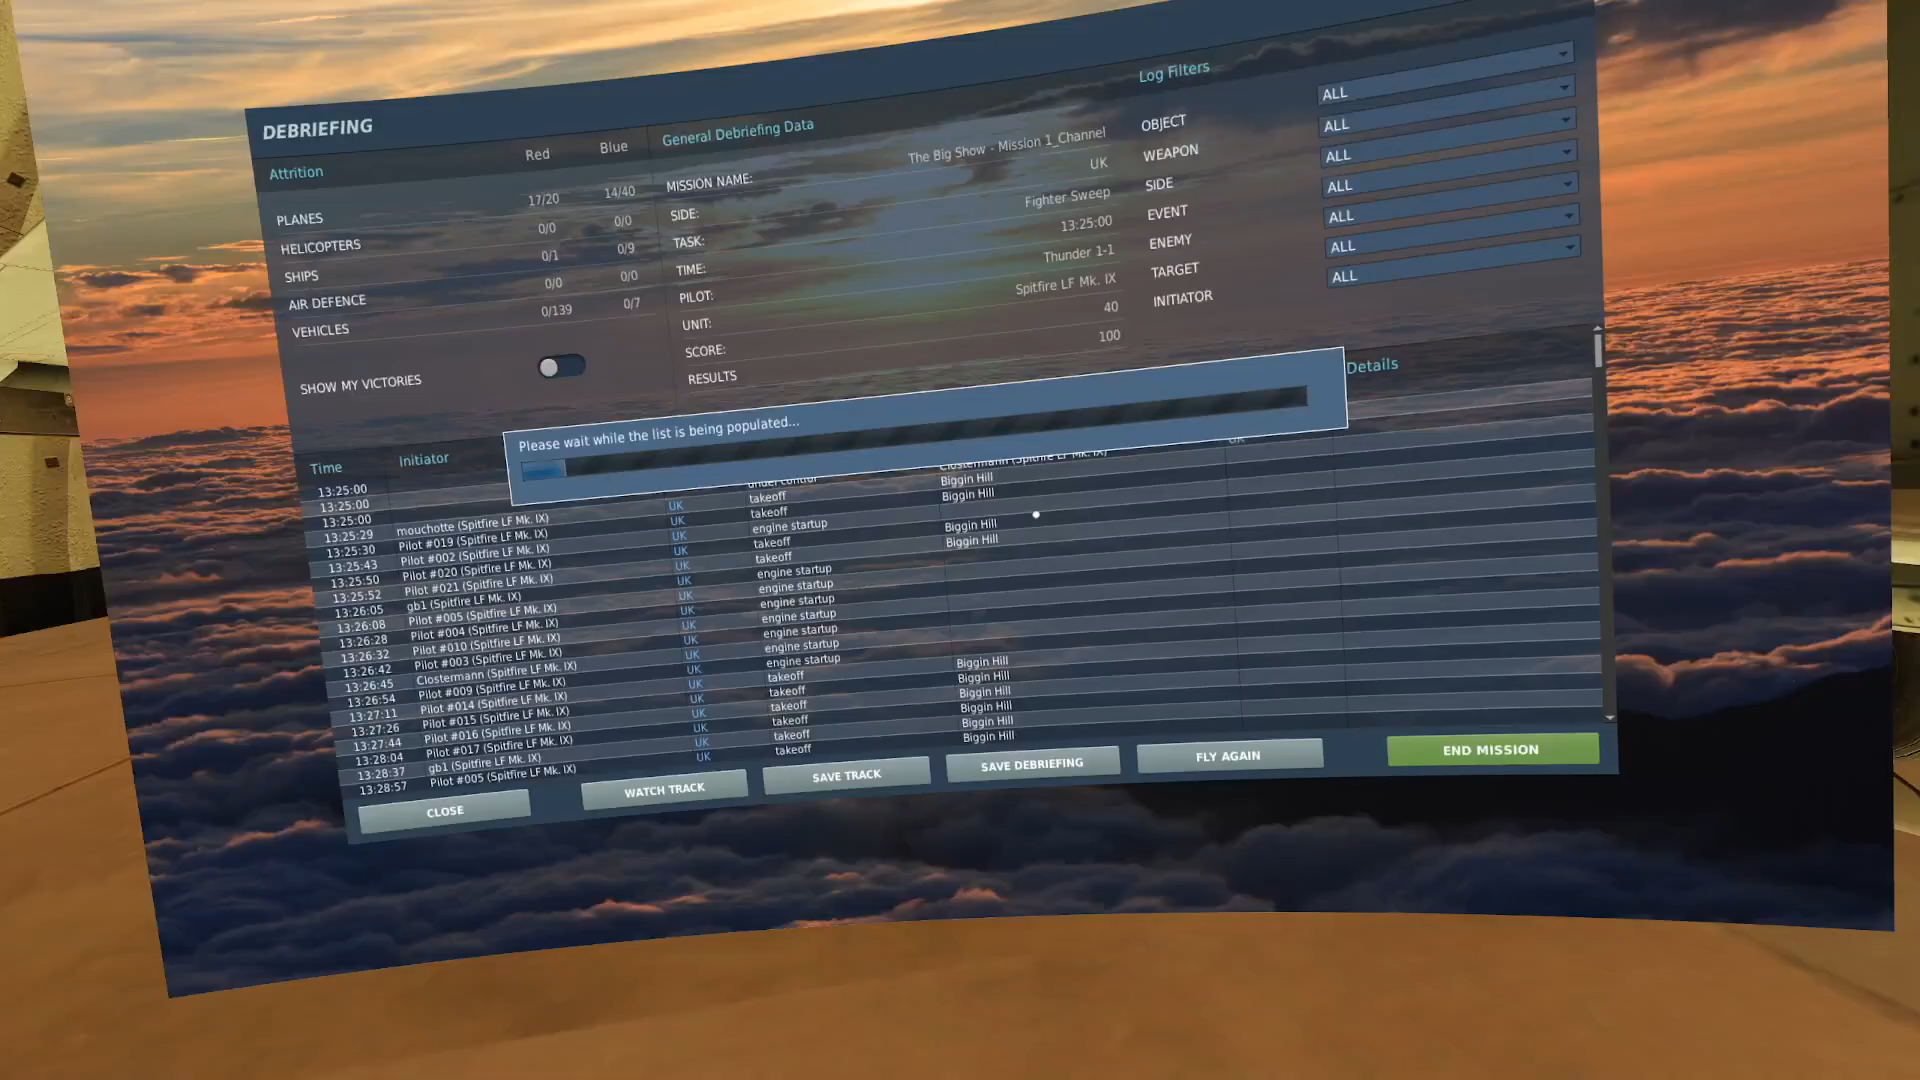 DEBRIEFING
Attrition Red Blue
PLANES 17/20 14/40
HELICOPTERS 0/0 0/0
SHIPS 0/1 0/9
AIR DEFENCE 0/0 0/0
VEHICLES 0/139 0/7
SHOW MY VICTORIES
General Debriefing Data
MISSION NAME: The Big Show - Mission 1_Channel
SIDE: UK
TASK: Fighter Sweep
TIME: 13:25:00
PILOT: Thunder 1-1
UNIT: Spitfire LF Mk. IX
SCORE: 40
RESULTS 100
Log Filters
OBJECT ALL
WEAPON ALL
SIDE ALL
EVENT ALL
ENEMY ALL
TARGET ALL
INITIATOR ALL
Please wait while the list is being populated...
Time Initiator Details
13:25:00
13:25:00
13:25:00 mouchotte (Spitfire LF Mk. IX) UK under control Clostermann (Spitfire LF Mk. IX) UK
13:25:29 Pilot #019 (Spitfire LF Mk. IX) UK takeoff Biggin Hill
13:25:30 Pilot #002 (Spitfire LF Mk. IX) UK takeoff Biggin Hill
13:25:43 Pilot #020 (Spitfire LF Mk. IX) UK engine startup
13:25:50 Pilot #021 (Spitfire LF Mk. IX) UK takeoff Biggin Hill
13:25:52 gb1 (Spitfire LF Mk. IX) UK takeoff Biggin Hill
13:26:05 Pilot #005 (Spitfire LF Mk. IX) UK engine startup
13:26:08 Pilot #004 (Spitfire LF Mk. IX) UK engine startup
13:26:28 Pilot #010 (Spitfire LF Mk. IX) UK engine startup
13:26:32 Pilot #003 (Spitfire LF Mk. IX) UK engine startup
13:26:42 Clostermann (Spitfire LF Mk. IX) UK engine startup
13:26:45 Pilot #009 (Spitfire LF Mk. IX) UK engine startup
13:26:54 Pilot #014 (Spitfire LF Mk. IX) UK engine startup
13:27:11 Pilot #015 (Spitfire LF Mk. IX) UK takeoff Biggin Hill
13:27:26 Pilot #016 (Spitfire LF Mk. IX) UK takeoff Biggin Hill
13:27:44 Pilot #017 (Spitfire LF Mk. IX) UK takeoff Biggin Hill
13:28:04 gb1 (Spitfire LF Mk. IX) UK takeoff Biggin Hill
13:28:37 Pilot #005 (Spitfire LF Mk. IX) UK takeoff Biggin Hill
13:28:57 takeoff Biggin Hill
CLOSE WATCH TRACK SAVE TRACK SAVE DEBRIEFING FLY AGAIN END MISSION